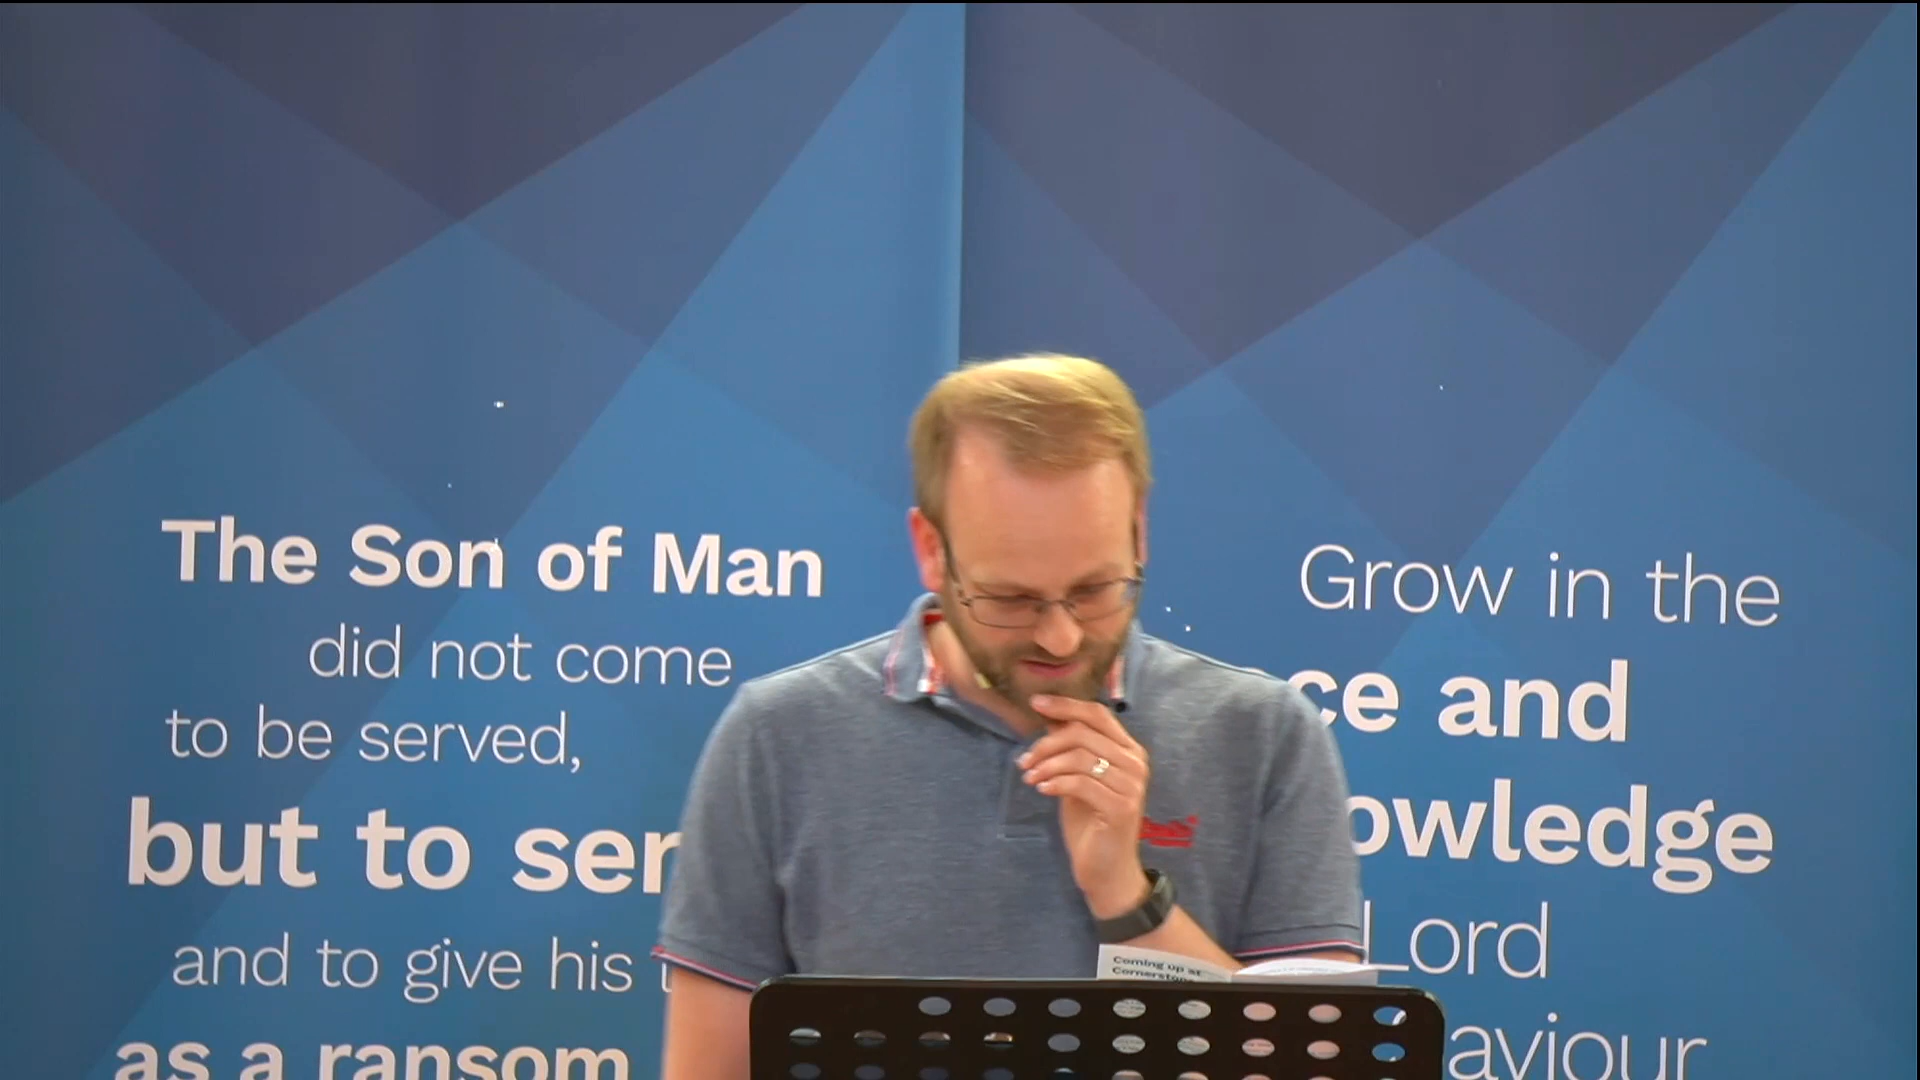 The Son of Man
did not come
to be served,
but to ser
and to give his
as a ransom
Grow in the
ce and
owledge
Lord
aviour
Coming up at
Cornerstone